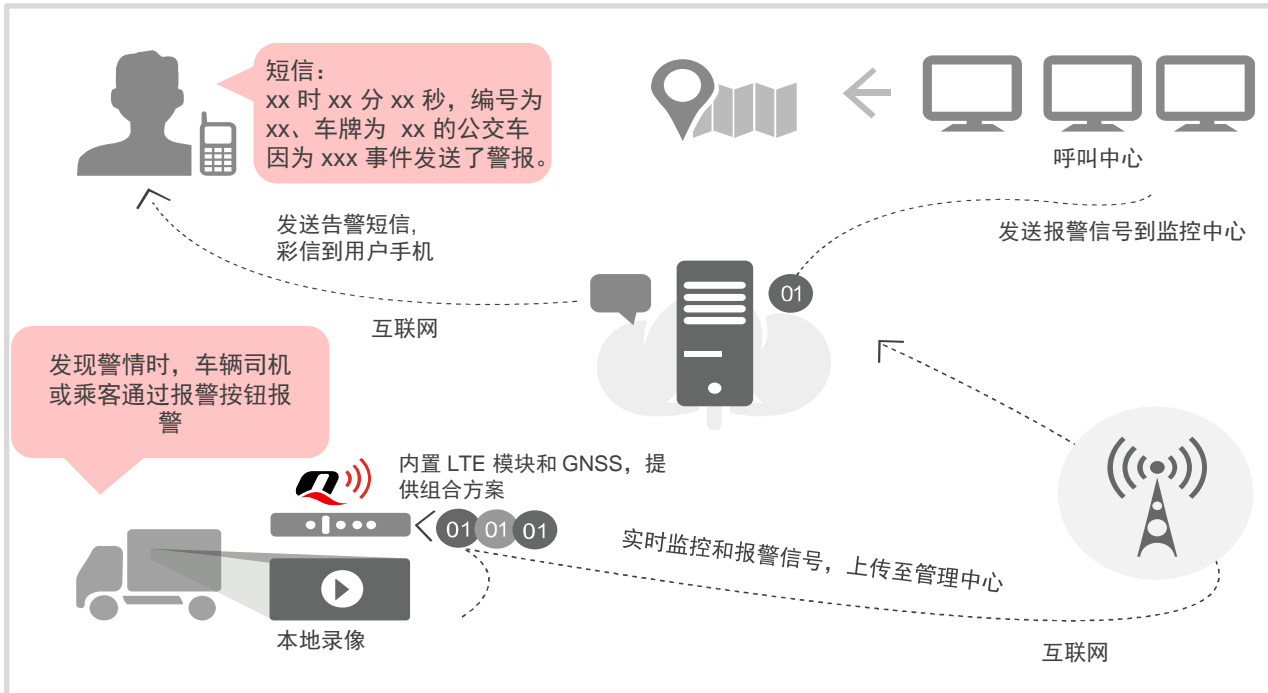 短信：
xx 时 xx 分 xx 秒，编号为
xx、车牌为 xx 的公交车
因为 xxx 事件发送了警报。
呼叫中心
发送告警短信,
彩信到用户手机
发送报警信号到监控中心
01
互联网
发现警情时，车辆司机
或乘客通过报警按钮报
警
内置 LTE 模块和 GNSS，提
供组合方案
01 01 01
实时监控和报警信号，上传至管理中心
本地录像
互联网